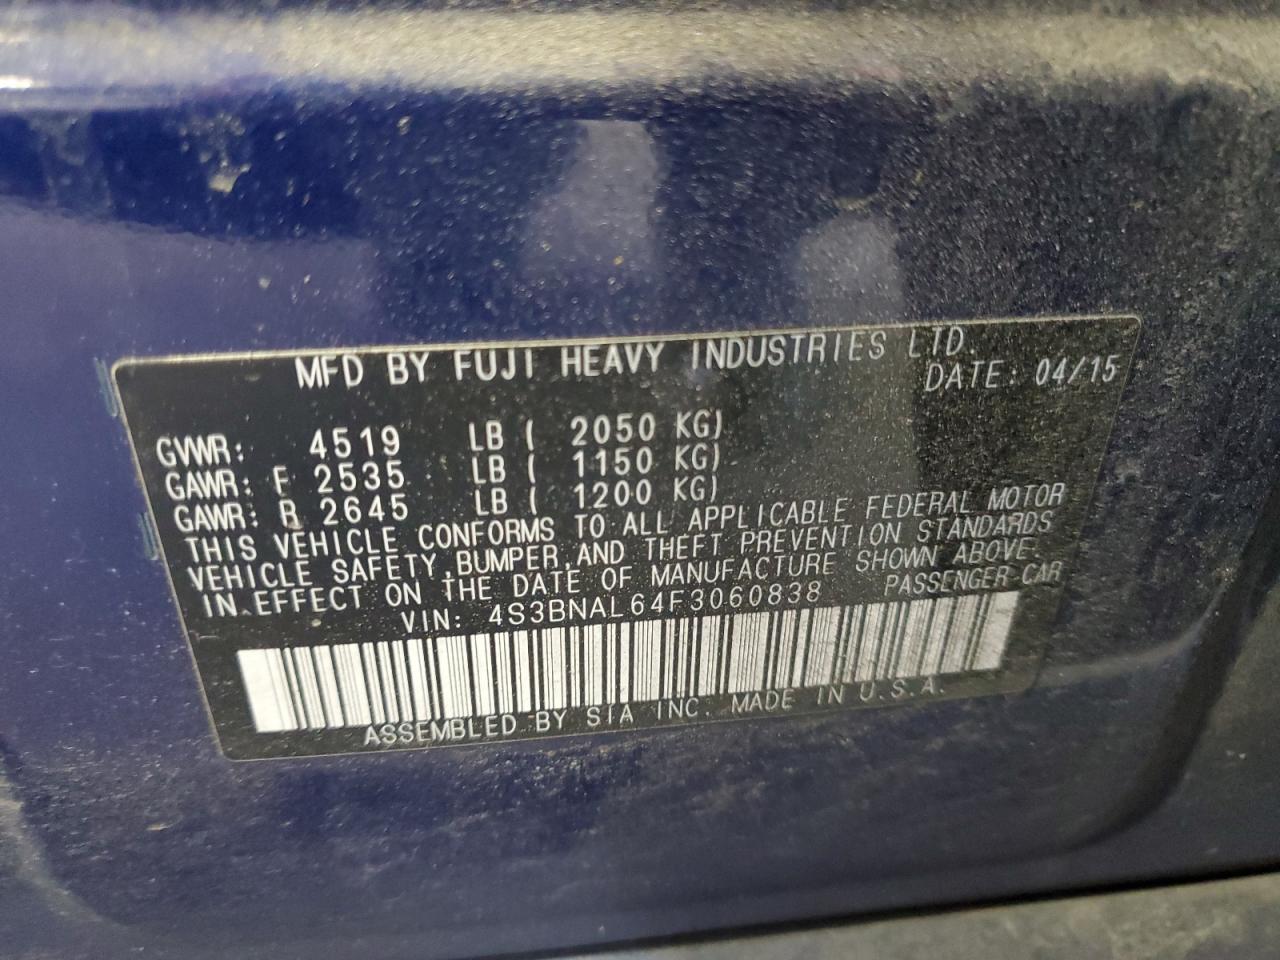 MFD BY FUJI HEAVY INDUSTRIES LTD.
DATE: 04/15
GVWR: 4519 LB ( 2050 KG)
GAWR: F 2535 LB ( 1150 KG)
GAWR: R 2645 LB ( 1200 KG)
THIS VEHICLE CONFORMS TO ALL APPLICABLE FEDERAL MOTOR
VEHICLE SAFETY,BUMPER,AND THEFT PREVENTION STANDARDS
IN EFFECT ON THE DATE OF MANUFACTURE SHOWN ABOVE.
VIN: 4S3BNAL64F3060838 PASSENGER CAR
ASSEMBLED BY SIA INC. MADE IN U.S.A.